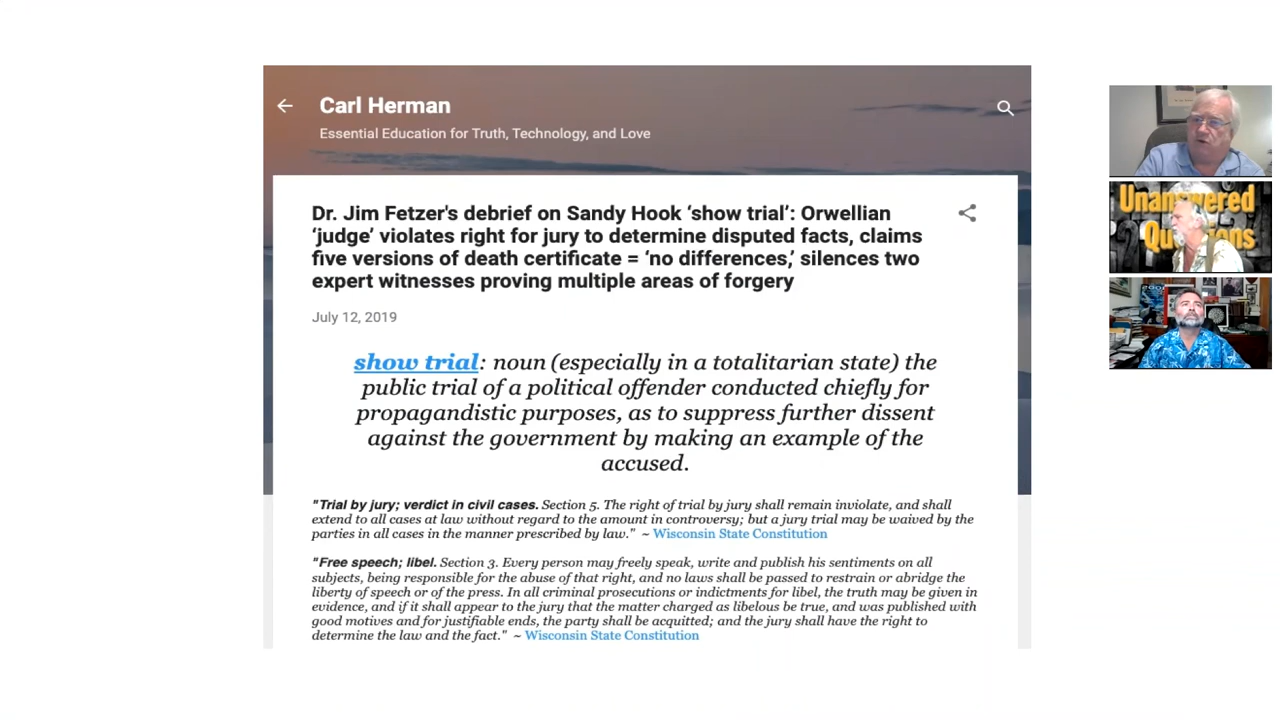 Carl Herman
Essential Education for Truth, Technology, and Love
Dr. Jim Fetzer's debrief on Sandy Hook ‘show trial’: Orwellian
‘judge’ violates right for jury to determine disputed facts, claims
five versions of death certificate = ‘no differences,’ silences two
expert witnesses proving multiple areas of forgery
July 12, 2019
show trial: noun (especially in a totalitarian state) the
public trial of a political offender conducted chiefly for
propagandistic purposes, as to suppress further dissent
against the government by making an example of the
accused.
"Trial by jury; verdict in civil cases. Section 5. The right of trial by jury shall remain inviolate, and shall
extend to all cases at law without regard to the amount in controversy; but a jury trial may be waived by the
parties in all cases in the manner prescribed by law." ~ Wisconsin State Constitution
"Free speech; libel. Section 3. Every person may freely speak, write and publish his sentiments on all
subjects, being responsible for the abuse of that right, and no laws shall be passed to restrain or abridge the
liberty of speech or of the press. In all criminal prosecutions or indictments for libel, the truth may be given in
evidence, and if it shall appear to the jury that the matter charged as libelous be true, and was published with
good motives and for justifiable ends, the party shall be acquitted; and the jury shall have the right to
determine the law and the fact." ~ Wisconsin State Constitution